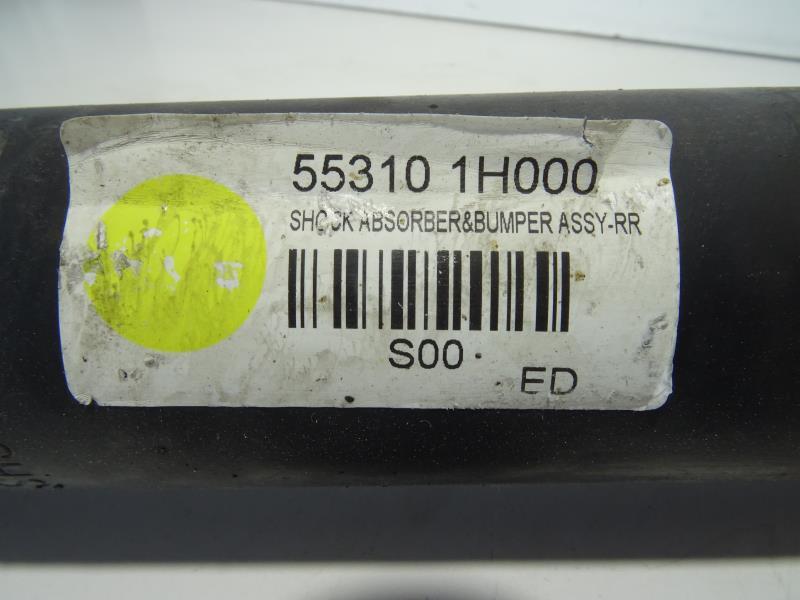 55310 1H000
SHOCK ABSORBER&BUMPER ASSY-RR
S00
ED